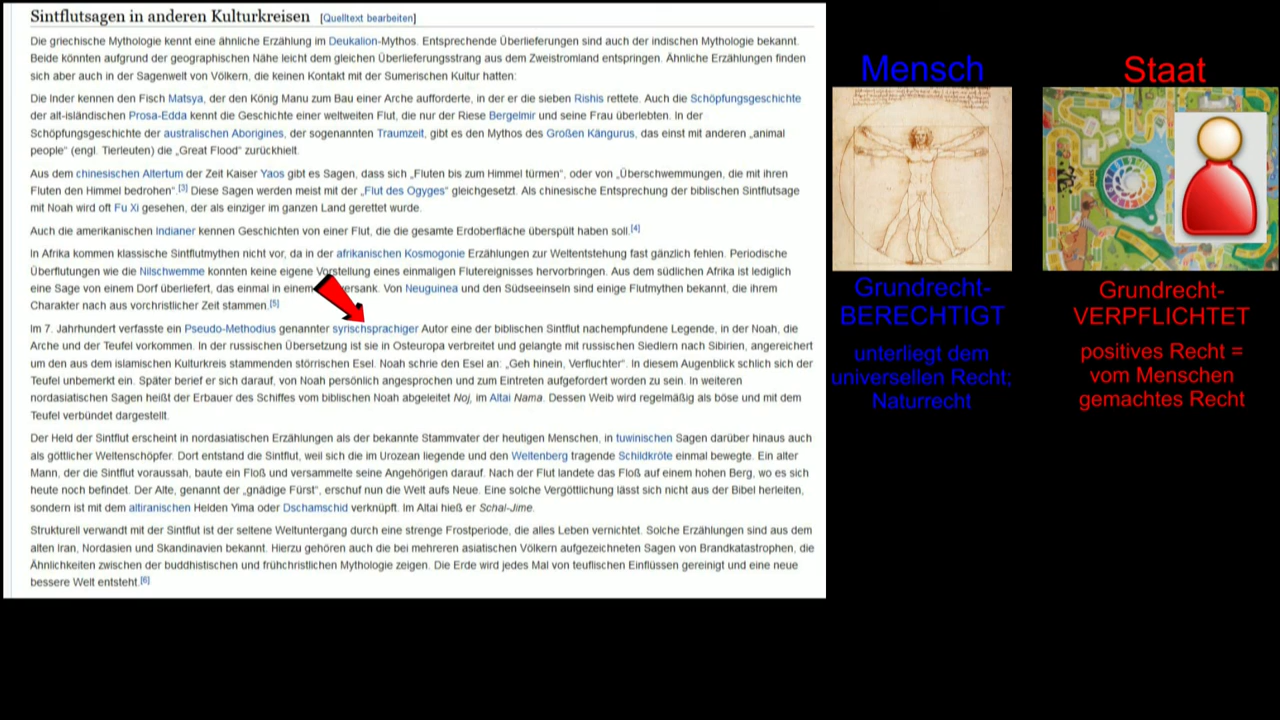 Sintflutsagen in anderen Kulturkreisen [Quelltext bearbeiten]
Die griechische Mythologie kennt eine ähnliche Erzählung im Deukalion-Mythos. Entsprechende Überlieferungen sind auch der indischen Mythologie bekannt.
Beide könnten aufgrund der geographischen Nähe leicht dem gleichen Überlieferungsstrang aus dem Zweistromland entspringen. Ähnliche Erzählungen finden
sich aber auch in der Sagenwelt von Völkern, die keinen Kontakt mit der Sumerischen Kultur hatten:
Die Inder kennen den Fisch Matsya, der den König Manu zum Bau einer Arche aufforderte, in der er die sieben Rishis rettete. Auch die Schöpfungsgeschichte
der alt-isländischen Prosa-Edda kennt die Geschichte einer weltweiten Flut, die nur der Riese Bergelmir und seine Frau überlebten. In der
Schöpfungsgeschichte der australischen Aborigines, der sogenannten Traumzeit, gibt es den Mythos des Großen Kängurus, das einst mit anderen „animal
people“ (engl. Tierleuten) die „Great Flood“ zurückhielt.
Aus dem chinesischen Altertum der Zeit Kaiser Yaos gibt es Sagen, dass sich „Fluten bis zum Himmel türmen“, oder von „Überschwemmungen, die mit ihren
Fluten den Himmel bedrohen“.[3] Diese Sagen werden meist mit der „Flut des Ogyges“ gleichgesetzt. Als chinesische Entsprechung der biblischen Sintflutsage
mit Noah wird oft Fu Xi gesehen, der als einziger im ganzen Land gerettet wurde.
Auch die amerikanischen Indianer kennen Geschichten von einer Flut, die die gesamte Erdoberfläche überspült haben soll.[4]
In Afrika kommen klassische Sintflutmythen nicht vor, da in der afrikanischen Kosmogonie Erzählungen zur Weltentstehung fast gänzlich fehlen. Periodische
Überflutungen wie die Nilschwemme konnten keine eigene Vorstellung eines einmaligen Flutereignisses hervorbringen. Aus dem südlichen Afrika ist lediglich
eine Sage von einem Dorf überliefert, das einmal in einem ersank. Von Neuguinea und den Südseeinseln sind einige Flutmythen bekannt, die ihrem
Charakter nach aus vorchristlicher Zeit stammen.[5]
Im 7. Jahrhundert verfasste ein Pseudo-Methodius genannter syrischsprachiger Autor eine der biblischen Sintflut nachempfundene Legende, in der Noah, die
Arche und der Teufel vorkommen. In der russischen Übersetzung ist sie in Osteuropa verbreitet und gelangte mit russischen Siedlern nach Sibirien, angereichert
um den aus dem islamischen Kulturkreis stammenden störrischen Esel. Noah schrie den Esel an: „Geh hinein, Verfluchter“. In diesem Augenblick schlich sich der
Teufel unbemerkt ein. Später berief er sich darauf, von Noah persönlich angesprochen und zum Eintreten aufgefordert worden zu sein. In weiteren
nordasiatischen Sagen heißt der Erbauer des Schiffes vom biblischen Noah abgeleitet Noj, im Altai Nama. Dessen Weib wird regelmäßig als böse und mit dem
Teufel verbündet dargestellt.
Der Held der Sintflut erscheint in nordasiatischen Erzählungen als der bekannte Stammvater der heutigen Menschen, in tuwinischen Sagen darüber hinaus auch
als göttlicher Weltenschöpfer. Dort entstand die Sintflut, weil sich die im Urozean liegende und den Weltenberg tragende Schildkröte einmal bewegte. Ein alter
Mann, der die Sintflut voraussah, baute ein Floß und versammelte seine Angehörigen darauf. Nach der Flut landete das Floß auf einem hohen Berg, wo es sich
heute noch befindet. Der Alte, genannt der „gnädige Fürst“, erschuf nun die Welt aufs Neue. Eine solche Vergöttlichung lässt sich nicht aus der Bibel herleiten,
sondern ist mit dem altiranischen Helden Yima oder Dschamschid verknüpft. Im Altai hieß er Schal-Jime.
Strukturell verwandt mit der Sintflut ist der seltene Weltuntergang durch eine strenge Frostperiode, die alles Leben vernichtet. Solche Erzählungen sind aus dem
alten Iran, Nordasien und Skandinavien bekannt. Hierzu gehören auch die bei mehreren asiatischen Völkern aufgezeichneten Sagen von Brandkatastrophen, die
Ähnlichkeiten zwischen der buddhistischen und frühchristlichen Mythologie zeigen. Die Erde wird jedes Mal von teuflischen Einflüssen gereinigt und eine neue
bessere Welt entsteht.[6]
Mensch
Grundrecht-
BERECHTIGT
unterliegt dem
universellen Recht;
Naturrecht
Staat
Grundrecht-
VERPFLICHTET
positives Recht =
vom Menschen
gemachtes Recht